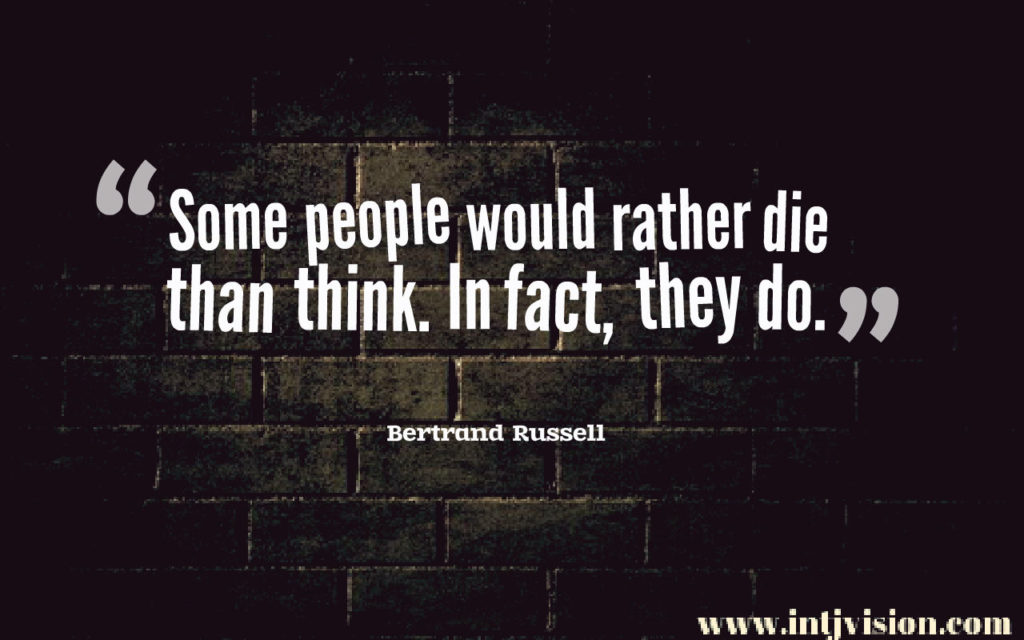 “Some people would rather die
than think. In fact, they do.”
Bertrand Russell
www.intjvision.com